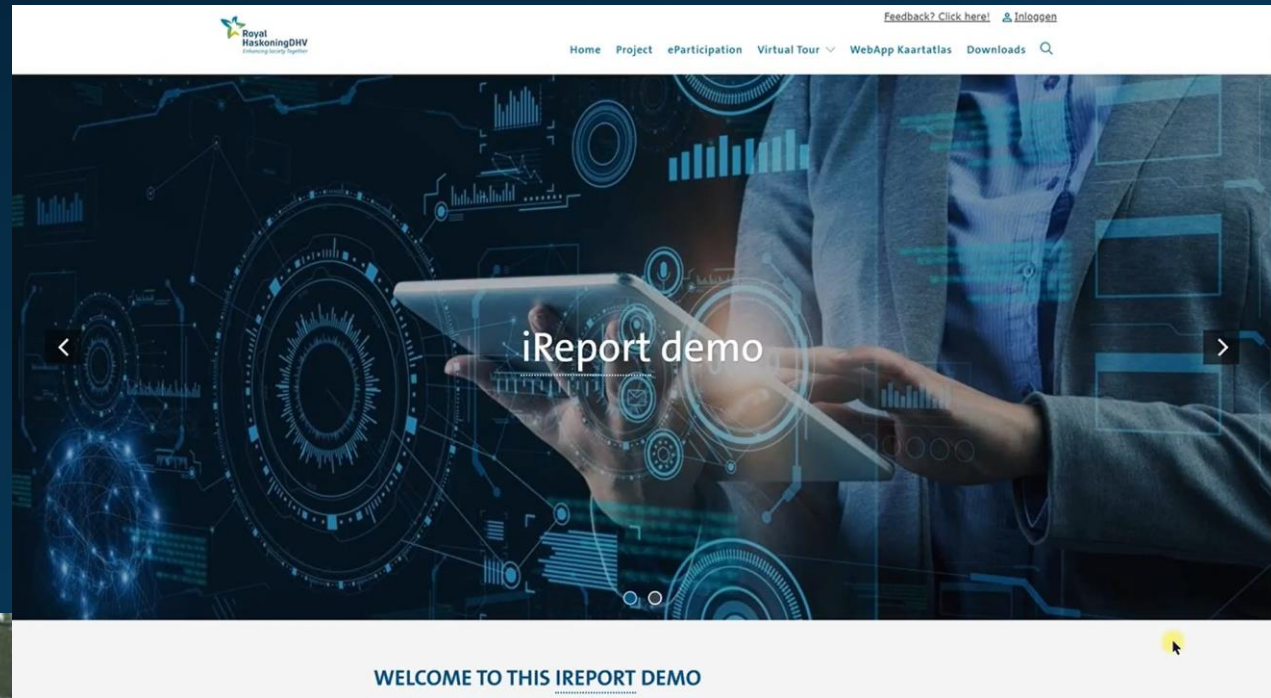 Feedback? Click here! Inloggen
Royal
HaskoningDHV
Enhancing Society Together
Home Project eParticipation Virtual Tour WebApp Kaartatlas Downloads
iReport demo
WELCOME TO THIS IREPORT DEMO